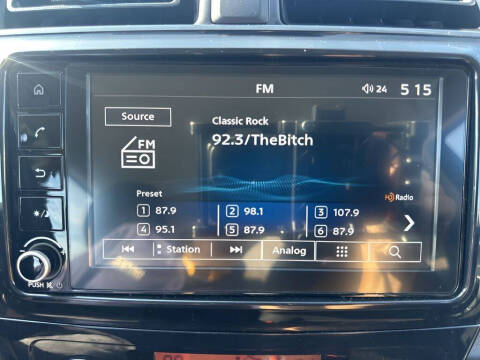 FM
24
5 15
Source
Classic Rock
92.3/TheBitch
FM
Preset
HD Radio
1 87.9
2 98.1
3 107.9
4 95.1
5 87.9
6 87.9
Station
Analog
PUSH